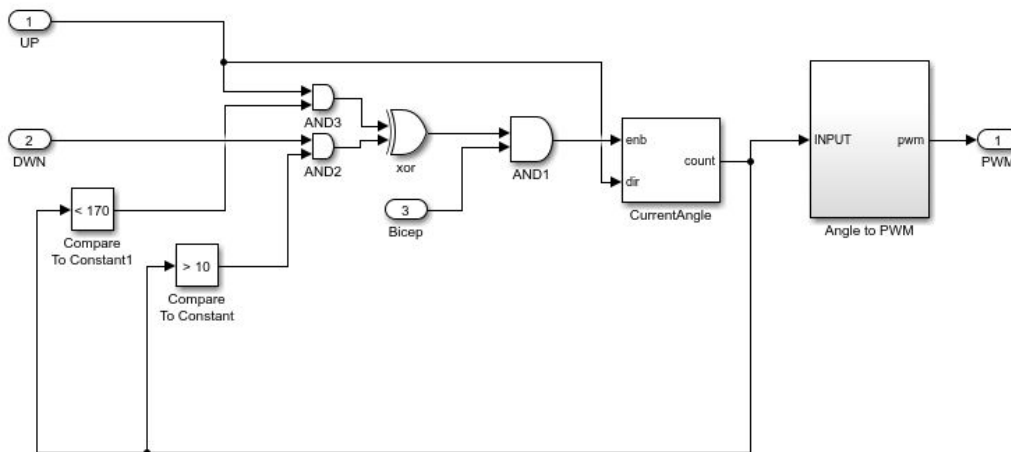 1
UP
2
DWN
AND3
AND2
xor
3
Bicep
AND1
enb
dir
count
CurrentAngle
INPUT
pwm
Angle to PWM
1
PWM
< 170
Compare
To Constant1
> 10
Compare
To Constant